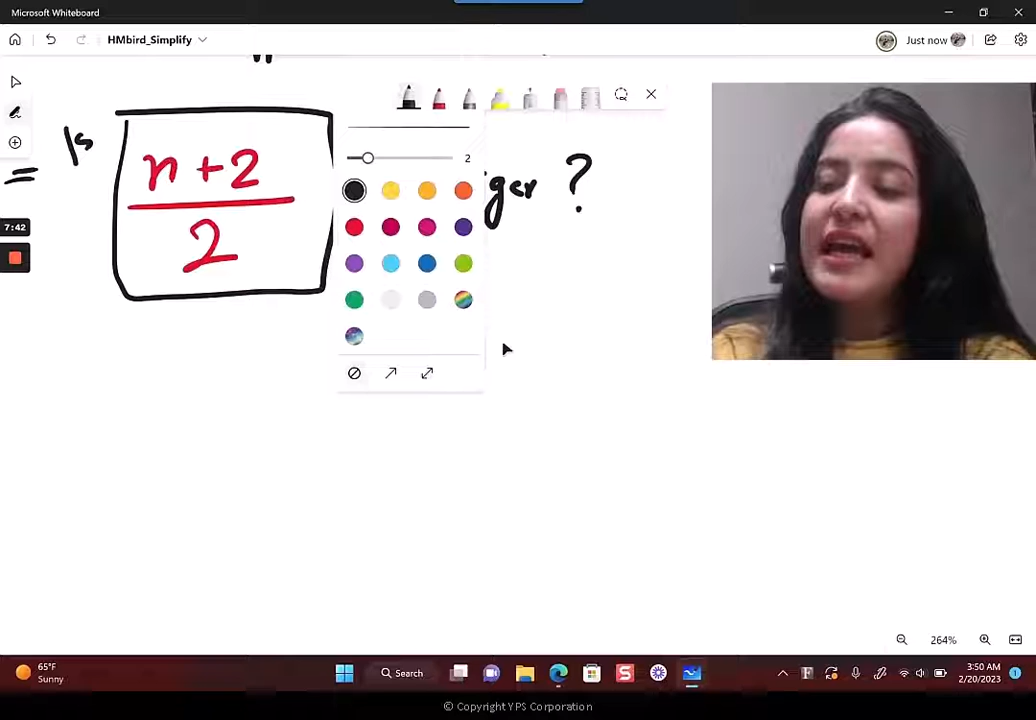 Microsoft Whiteboard
HMbird_Simplify
Just now
= Is n+2 ?
2
7:42
2
264%
65°F
Sunny
Search
3:50 AM
2/20/2023
1
© Copyright YPS Corporation